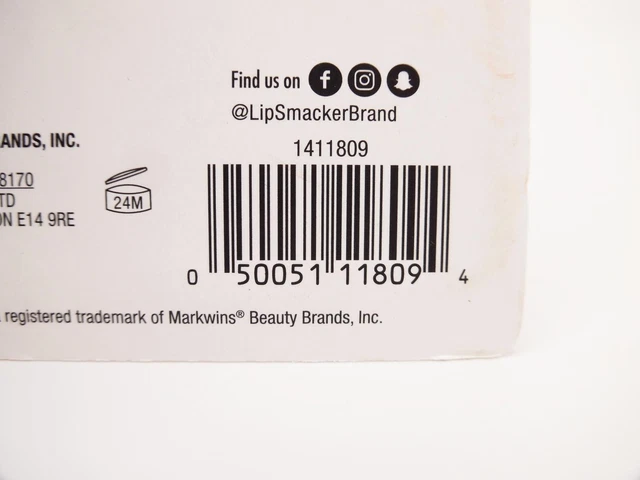 Find us on
@LipSmackerBrand
ANDS, INC.
1411809
8170
TD
ON E14 9RE
24M
0 50051 11809 4
registered trademark of Markwins® Beauty Brands, Inc.